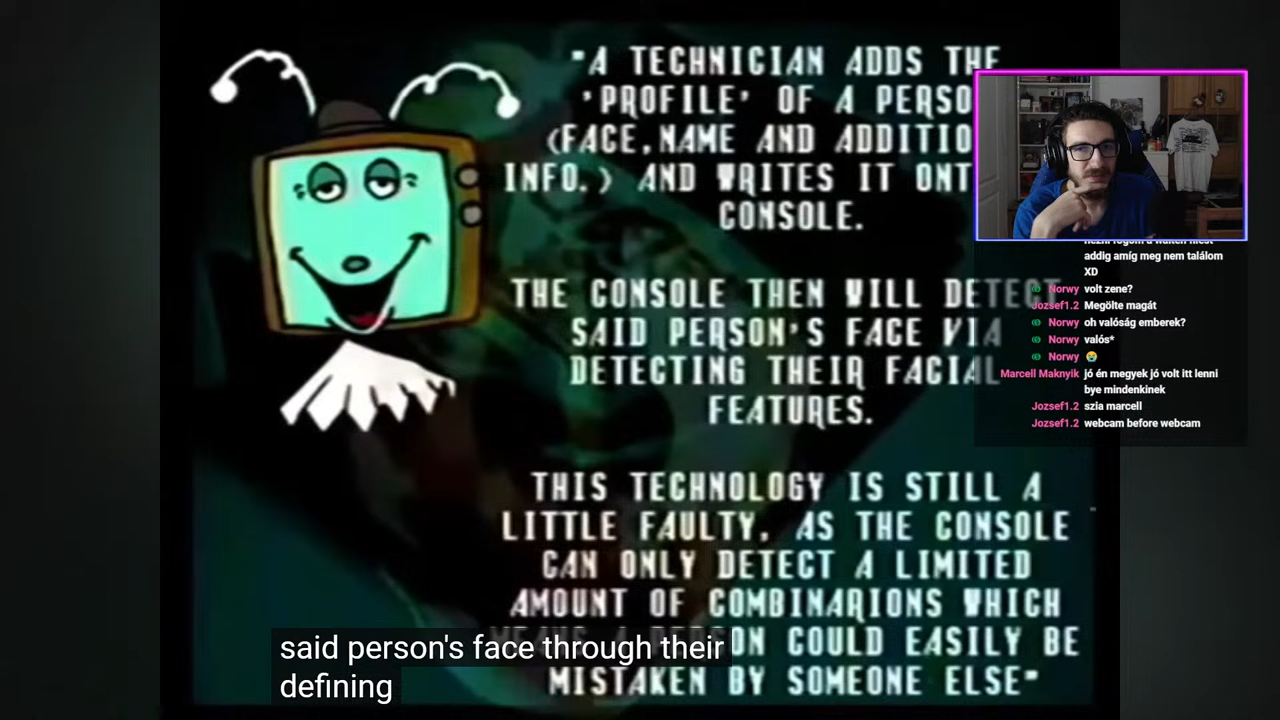 "A TECHNICIAN ADDS THE
'PROFILE' OF A PERSO
(FACE,NAME AND ADDITIO
INFO.) AND WRITES IT ONT
CONSOLE.
THE CONSOLE THEN WILL DETECT
SAID PERSON'S FACE VIA
DETECTING THEIR FACIAL
FEATURES.
THIS TECHNOLOGY IS STILL A
LITTLE FAULTY, AS THE CONSOLE
CAN ONLY DETECT A LIMITED
AMOUNT OF COMBINARIONS WHICH
COULD EASILY BE
MISTAKEN BY SOMEONE ELSE"
said person's face through their
defining
addig amíg meg nem találom
XD
Norwy volt zene?
Jozsef1.2 Megölte magát
Norwy oh valóság emberek?
Norwy valós*
Norwy 😭
Marcell Maknyik jó én megyek jó volt itt lenni
bye mindenkinek
Jozsef1.2 szia marcell
Jozsef1.2 webcam before webcam